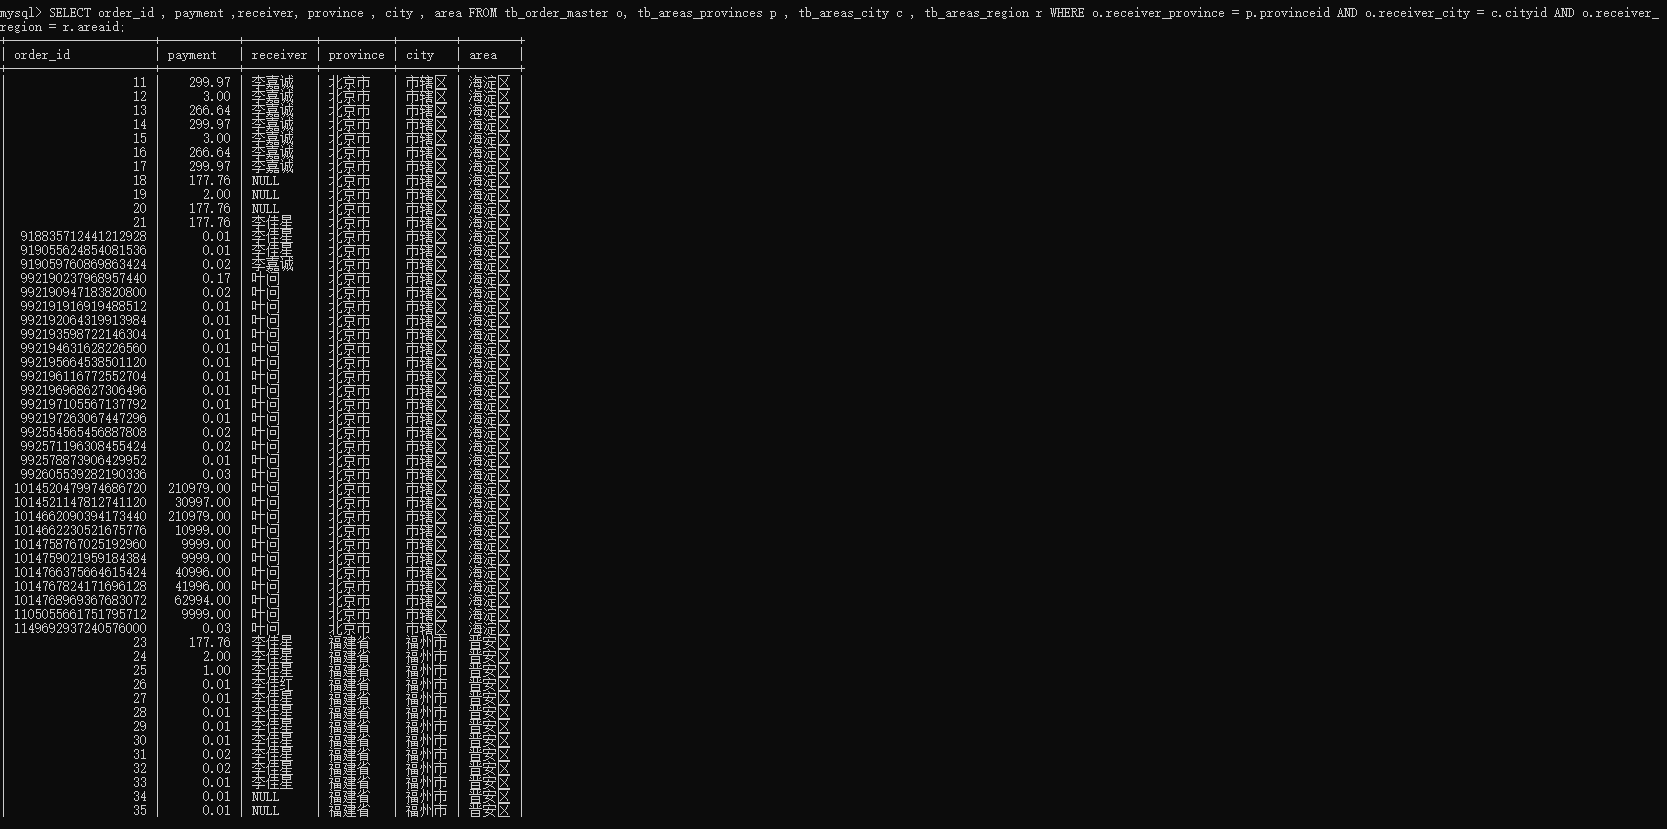 mysql> SELECT order_id , payment ,receiver, province , city , area FROM tb_order_master o, tb_areas_provinces p , tb_areas_city c , tb_areas_region r WHERE o.receiver_province = p.provinceid AND o.receiver_city = c.cityid AND o.receiver_
region = r.areaid;
| order_id | payment | receiver | province | city | area |
| 11 | 299.97 | 李嘉诚 | 北京市 | 市辖区 | 海淀区 |
| 12 | 3.00 | 李嘉诚 | 北京市 | 市辖区 | 海淀区 |
| 13 | 266.64 | 李嘉诚 | 北京市 | 市辖区 | 海淀区 |
| 14 | 299.97 | 李嘉诚 | 北京市 | 市辖区 | 海淀区 |
| 15 | 3.00 | 李嘉诚 | 北京市 | 市辖区 | 海淀区 |
| 16 | 266.64 | 李嘉诚 | 北京市 | 市辖区 | 海淀区 |
| 17 | 299.97 | 李嘉诚 | 北京市 | 市辖区 | 海淀区 |
| 18 | 177.76 | NULL | 北京市 | 市辖区 | 海淀区 |
| 19 | 2.00 | NULL | 北京市 | 市辖区 | 海淀区 |
| 20 | 177.76 | NULL | 北京市 | 市辖区 | 海淀区 |
| 21 | 177.76 | 李佳星 | 北京市 | 市辖区 | 海淀区 |
| 918835712441212928 | 0.01 | 李佳星 | 北京市 | 市辖区 | 海淀区 |
| 919055624854081536 | 0.01 | 李佳星 | 北京市 | 市辖区 | 海淀区 |
| 919059760869863424 | 0.02 | 李嘉诚 | 北京市 | 市辖区 | 海淀区 |
| 992190237968957440 | 0.17 | 叶问 | 北京市 | 市辖区 | 海淀区 |
| 992190947183820800 | 0.02 | 叶问 | 北京市 | 市辖区 | 海淀区 |
| 992191916919488512 | 0.01 | 叶问 | 北京市 | 市辖区 | 海淀区 |
| 992192064319913984 | 0.01 | 叶问 | 北京市 | 市辖区 | 海淀区 |
| 992193598722146304 | 0.01 | 叶问 | 北京市 | 市辖区 | 海淀区 |
| 992194631628226560 | 0.01 | 叶问 | 北京市 | 市辖区 | 海淀区 |
| 992195664538501120 | 0.01 | 叶问 | 北京市 | 市辖区 | 海淀区 |
| 992196116772552704 | 0.01 | 叶问 | 北京市 | 市辖区 | 海淀区 |
| 992196968627306496 | 0.01 | 叶问 | 北京市 | 市辖区 | 海淀区 |
| 992197105567137792 | 0.01 | 叶问 | 北京市 | 市辖区 | 海淀区 |
| 992197263067447296 | 0.01 | 叶问 | 北京市 | 市辖区 | 海淀区 |
| 992554565456887808 | 0.02 | 叶问 | 北京市 | 市辖区 | 海淀区 |
| 992571196308455424 | 0.02 | 叶问 | 北京市 | 市辖区 | 海淀区 |
| 992578873906429952 | 0.01 | 叶问 | 北京市 | 市辖区 | 海淀区 |
| 992605539282190336 | 0.03 | 叶问 | 北京市 | 市辖区 | 海淀区 |
| 1014520479974686720 | 210979.00 | 叶问 | 北京市 | 市辖区 | 海淀区 |
| 1014521147812741120 | 30997.00 | 叶问 | 北京市 | 市辖区 | 海淀区 |
| 1014662090394173440 | 210979.00 | 叶问 | 北京市 | 市辖区 | 海淀区 |
| 1014662230521675776 | 10999.00 | 叶问 | 北京市 | 市辖区 | 海淀区 |
| 1014758767025192960 | 9999.00 | 叶问 | 北京市 | 市辖区 | 海淀区 |
| 1014759021959184384 | 9999.00 | 叶问 | 北京市 | 市辖区 | 海淀区 |
| 1014766375664615424 | 40996.00 | 叶问 | 北京市 | 市辖区 | 海淀区 |
| 1014767824171696128 | 41996.00 | 叶问 | 北京市 | 市辖区 | 海淀区 |
| 1014768969367683072 | 62994.00 | 叶问 | 北京市 | 市辖区 | 海淀区 |
| 1105055661751795712 | 9999.00 | 叶问 | 北京市 | 市辖区 | 海淀区 |
| 1149692937240576000 | 0.03 | 叶问 | 北京市 | 市辖区 | 海淀区 |
| 23 | 177.76 | 李佳星 | 福建省 | 福州市 | 晋安区 |
| 24 | 2.00 | 李佳星 | 福建省 | 福州市 | 晋安区 |
| 25 | 1.00 | 李佳星 | 福建省 | 福州市 | 晋安区 |
| 26 | 0.01 | 李佳红 | 福建省 | 福州市 | 晋安区 |
| 27 | 0.01 | 李佳星 | 福建省 | 福州市 | 晋安区 |
| 28 | 0.01 | 李佳星 | 福建省 | 福州市 | 晋安区 |
| 29 | 0.01 | 李佳星 | 福建省 | 福州市 | 晋安区 |
| 30 | 0.01 | 李佳星 | 福建省 | 福州市 | 晋安区 |
| 31 | 0.02 | 李佳星 | 福建省 | 福州市 | 晋安区 |
| 32 | 0.02 | 李佳星 | 福建省 | 福州市 | 晋安区 |
| 33 | 0.01 | 李佳星 | 福建省 | 福州市 | 晋安区 |
| 34 | 0.01 | NULL | 福建省 | 福州市 | 晋安区 |
| 35 | 0.01 | NULL | 福建省 | 福州市 | 晋安区 |